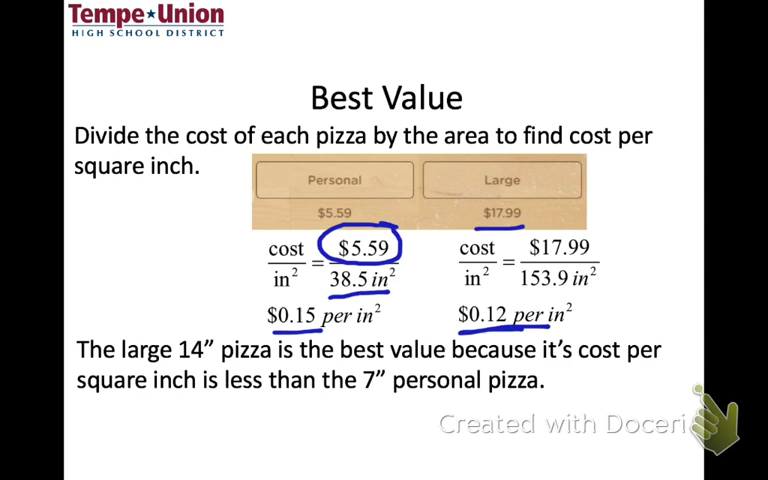 Tempe★Union
HIGH SCHOOL DISTRICT
Best Value
Divide the cost of each pizza by the area to find cost per
square inch.
Personal Large
$5.59 $17.99
cost/in² = $5.59/38.5 in² cost/in² = $17.99/153.9 in²
$0.15 per in² $0.12 per in²
The large 14” pizza is the best value because it’s cost per
square inch is less than the 7” personal pizza.
Created with Doceri